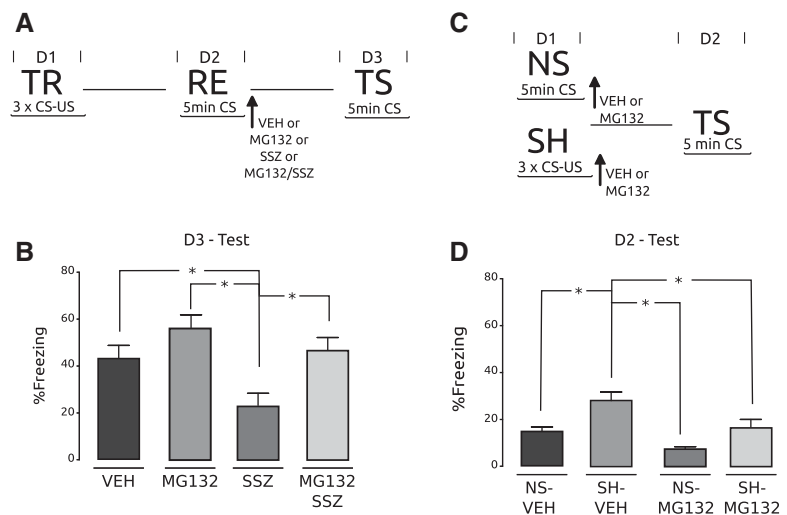 A
D1
D2
D3
TR
RE
TS
3 x CS-US
5min CS
5min CS
VEH or
MG132 or
SSZ or
MG132/SSZ
C
D1
D2
NS
5min CS
VEH or
MG132
SH
3 x CS-US
VEH or
MG132
TS
5 min CS
B
D3 - Test
%Freezing
80
60
40
20
0
*
*
*
VEH
MG132
SSZ
MG132
SSZ
D
D2 - Test
%Freezing
80
60
40
20
0
*
*
*
NS-
VEH
SH-
VEH
NS-
MG132
SH-
MG132